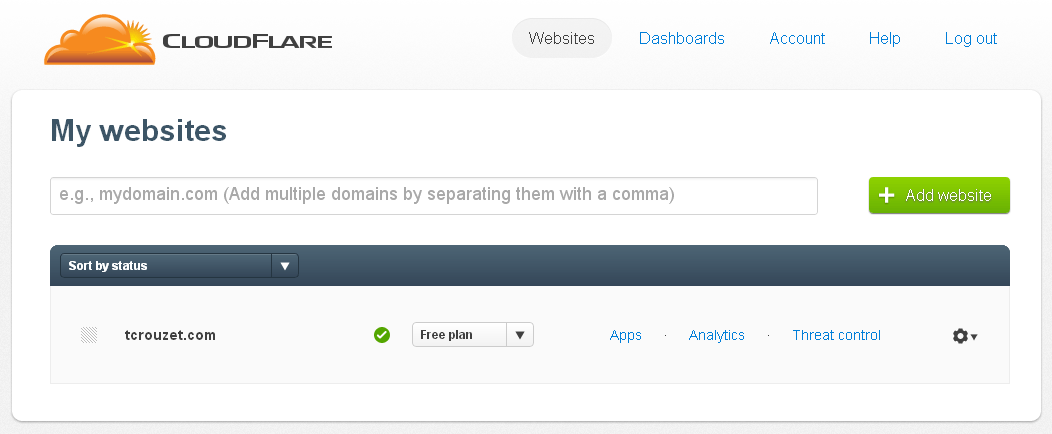 CLOUDFLARE
Websites Dashboards Account Help Log out
My websites
e.g., mydomain.com (Add multiple domains by separating them with a comma)
Add website
Sort by status
tcrouzet.com Free plan Apps · Analytics · Threat control